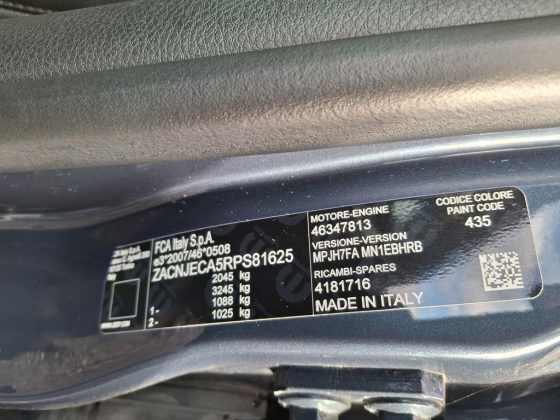 FCA Italy S.p.A.
e3*2007/46*0508
ZACNJECA5RPS81625
2045 kg
3245 kg
1- 1088 kg
2- 1025 kg
MOTORE-ENGINE
46347813
VERSIONE-VERSION
MPJH7FA MN1EBHRB
RICAMBI-SPARES
4181716
MADE IN ITALY
CODICE COLORE
PAINT CODE
435